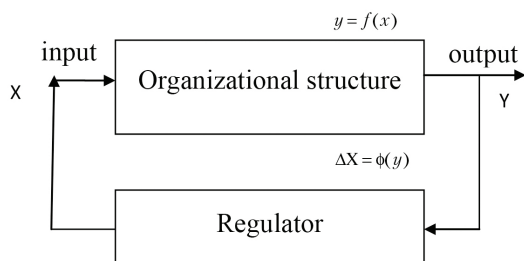 y = f(x)
input
output
Organizational structure
X
Y
ΔX = ϕ(y)
Regulator